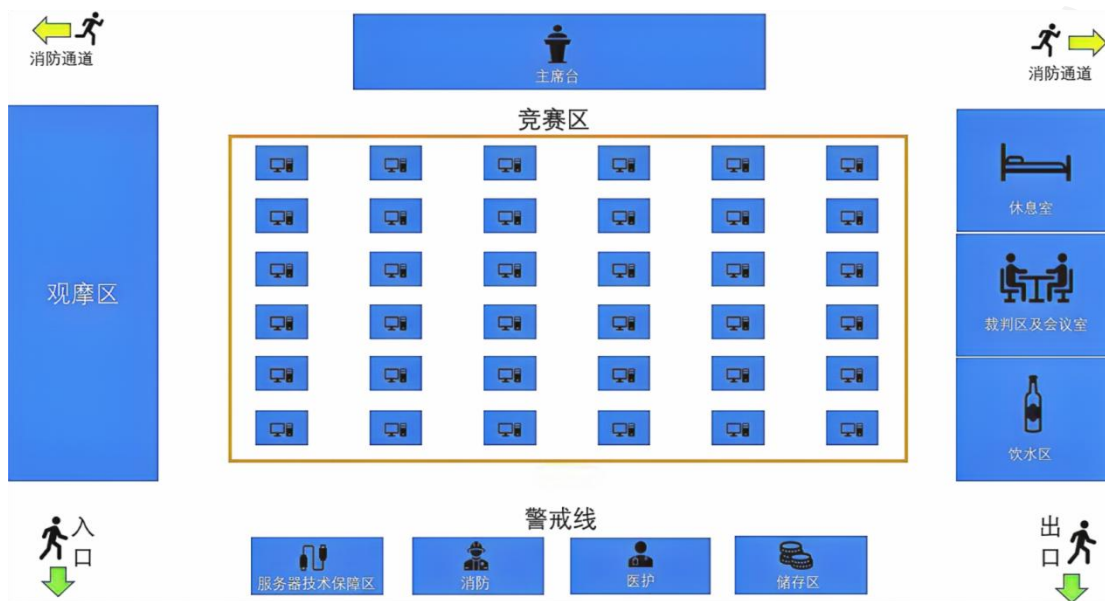 消防通道
主席台
消防通道
竞赛区
观摩区
休息室
裁判区及会议室
饮水区
入口
出口
警戒线
服务器技术保障区
消防
医护
储存区